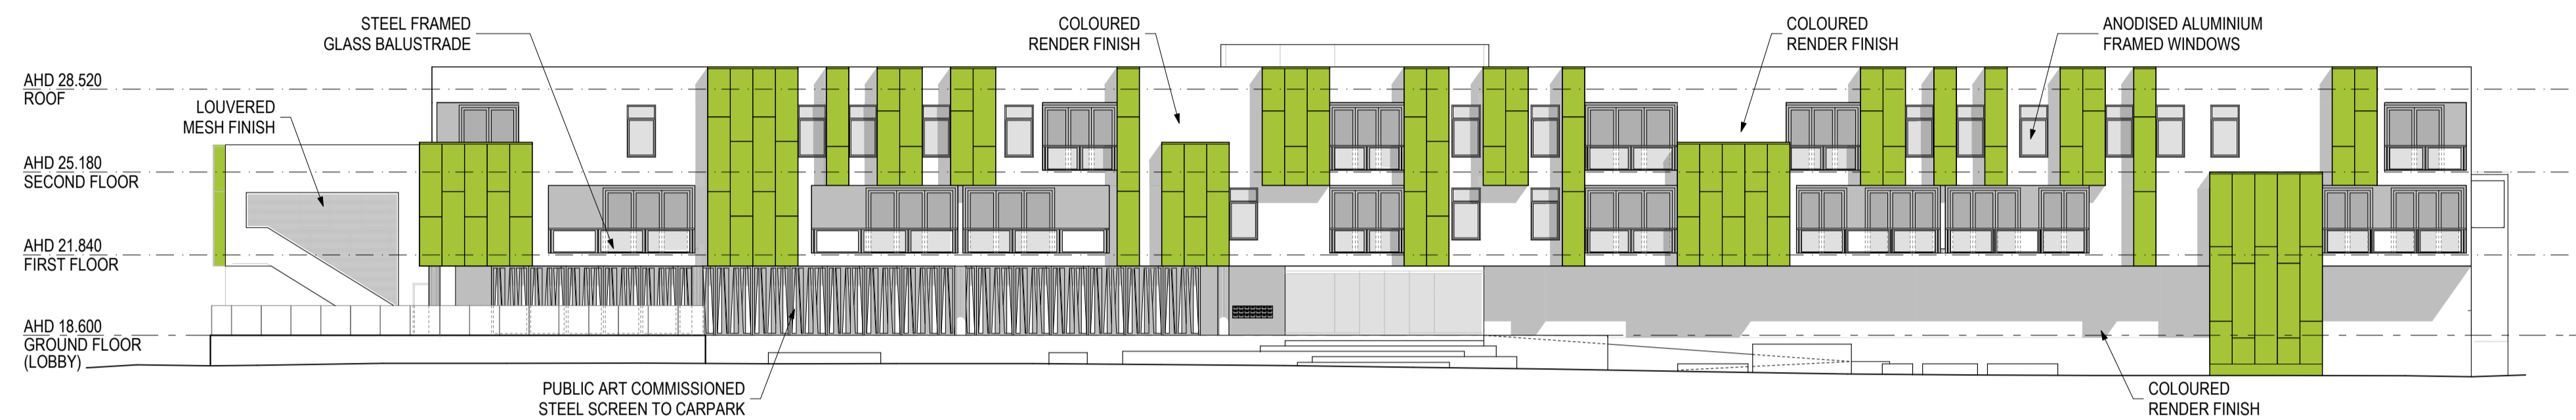 STEEL FRAMED
GLASS BALUSTRADE
COLOURED
RENDER FINISH
COLOURED
RENDER FINISH
ANODISED ALUMINIUM
FRAMED WINDOWS
AHD 28.520
ROOF
LOUVERED
MESH FINISH
AHD 25.180
SECOND FLOOR
AHD 21.840
FIRST FLOOR
AHD 18.600
GROUND FLOOR
(LOBBY)
PUBLIC ART COMMISSIONED
STEEL SCREEN TO CARPARK
COLOURED
RENDER FINISH